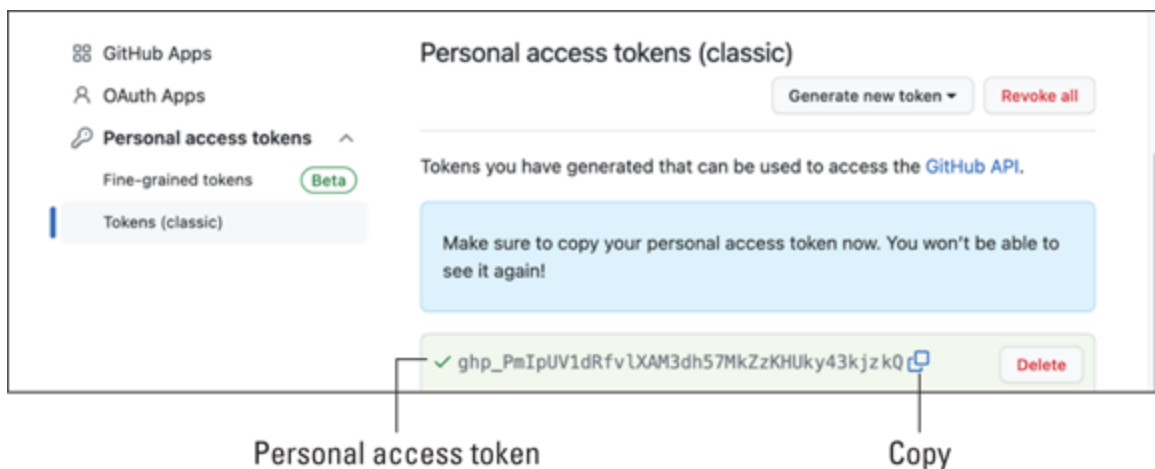 GitHub Apps
OAuth Apps
Personal access tokens
Fine-grained tokens Beta
Tokens (classic)
Personal access tokens (classic)
Generate new token
Revoke all
Tokens you have generated that can be used to access the GitHub API.
Make sure to copy your personal access token now. You won't be able to
see it again!
ghp_PmIpUV1dRfvlXAM3dh57MkZzKHUky43kjzkQ
Delete
Personal access token
Copy